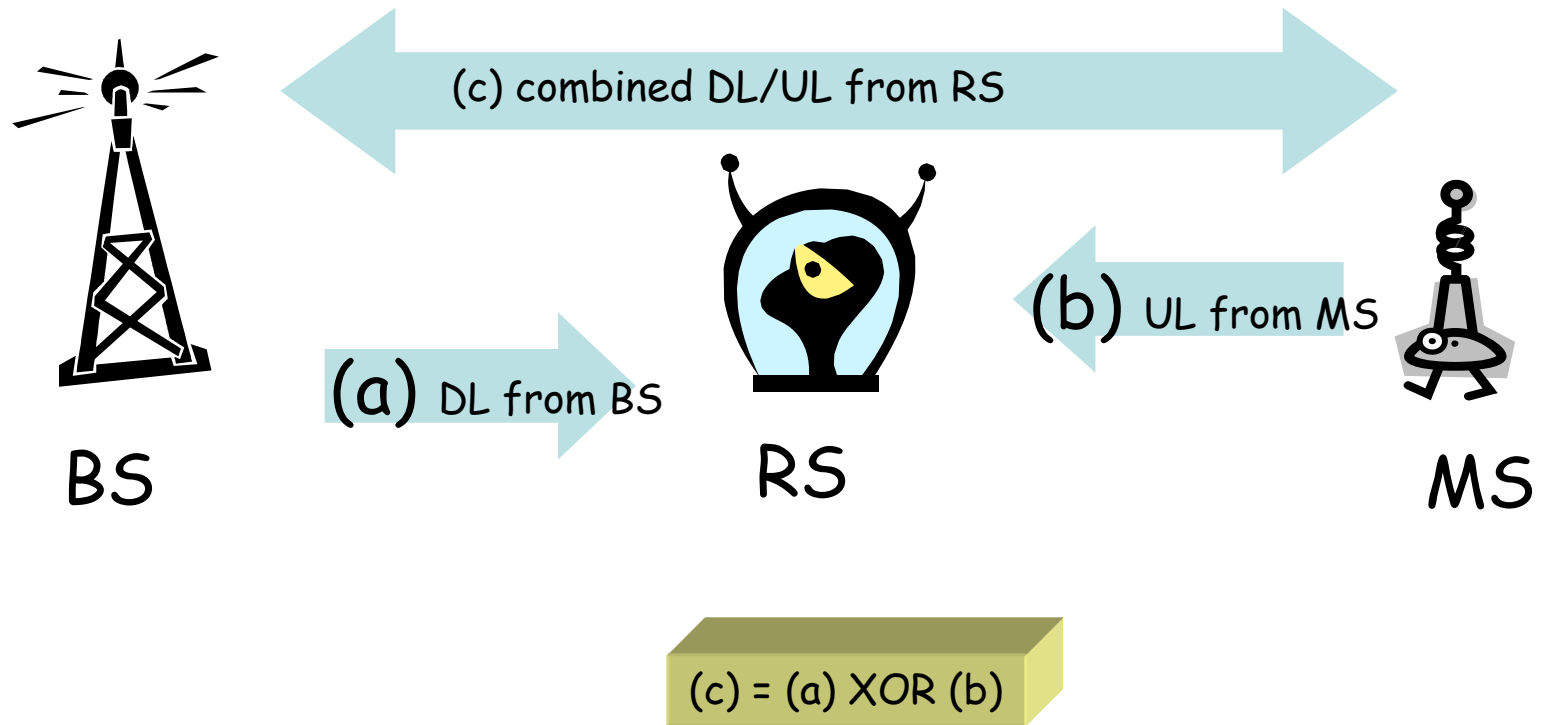 (c) combined DL/UL from RS
(b) UL from MS
(a) DL from BS
BS
RS
MS
(c) = (a) XOR (b)